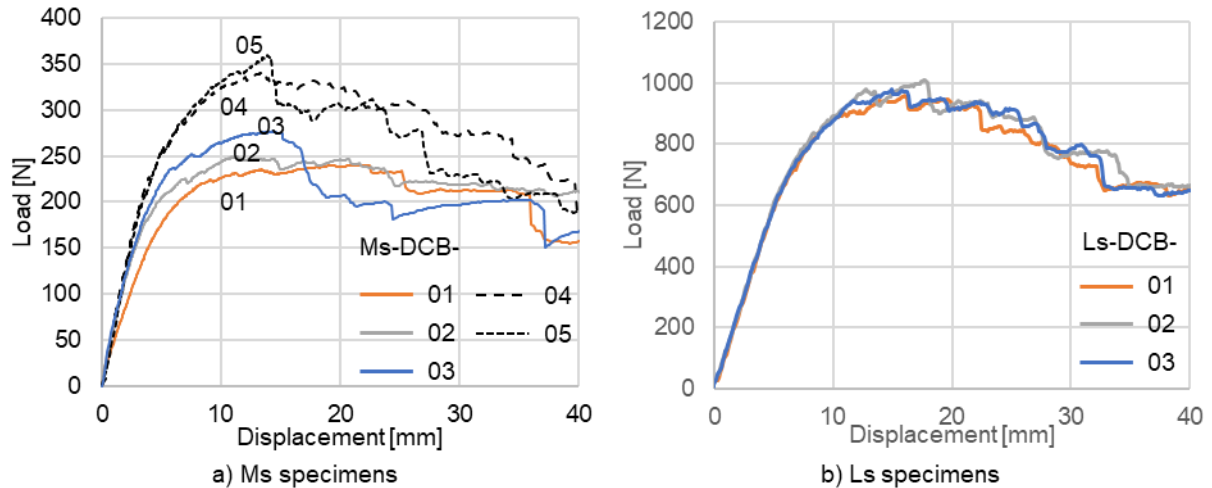 400
350
300
250
200
150
100
50
0
Load [N]
05
04
03
02
01
Ms-DCB-
01 04
02 05
03
0 10 20 30 40
Displacement [mm]
a) Ms specimens
1200
1000
800
600
400
200
0
Load [N]
Ls-DCB-
01
02
03
0 10 20 30 40
Displacement [mm]
b) Ls specimens